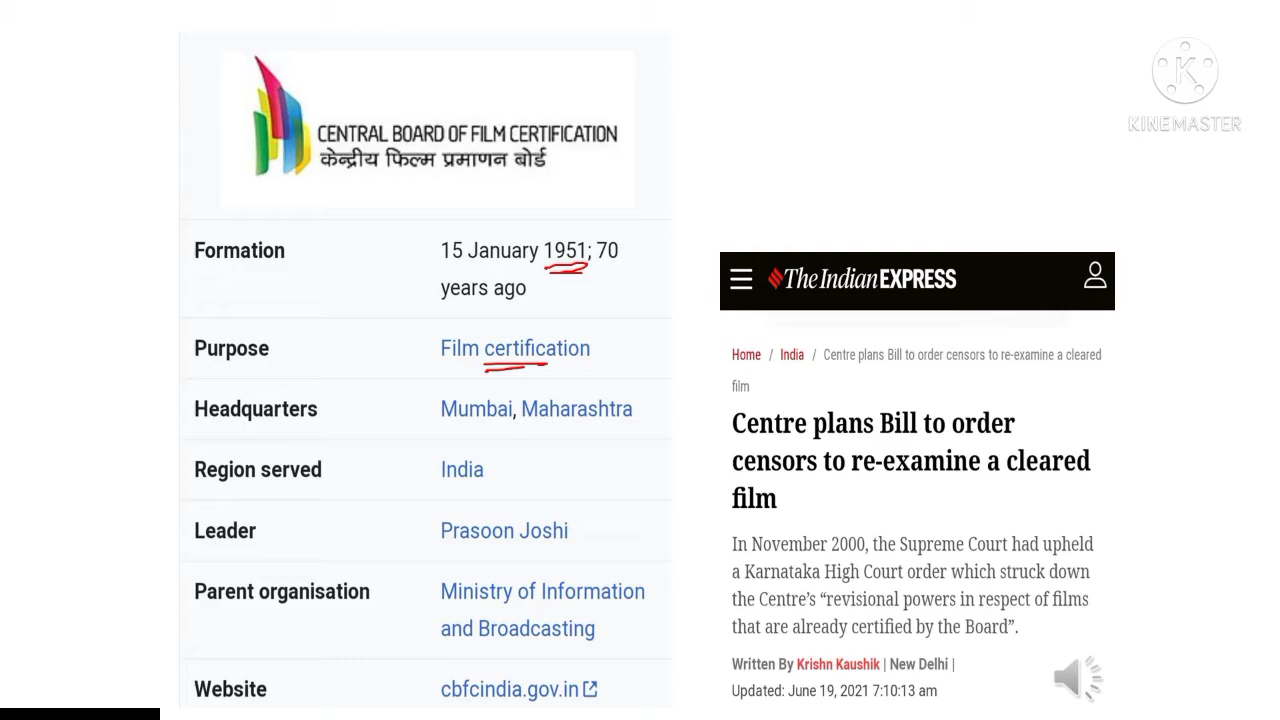 CENTRAL BOARD OF FILM CERTIFICATION
केन्द्रीय फिल्म प्रमाणन बोर्ड
Formation 15 January 1951; 70
years ago
Purpose Film certification
Headquarters Mumbai, Maharashtra
Region served India
Leader Prasoon Joshi
Parent organisation Ministry of Information
and Broadcasting
Website cbfcindia.gov.in
K
KINEMASTER
The Indian EXPRESS
Home / India / Centre plans Bill to order censors to re-examine a cleared
film
Centre plans Bill to order
censors to re-examine a cleared
film
In November 2000, the Supreme Court had upheld
a Karnataka High Court order which struck down
the Centre's “revisional powers in respect of films
that are already certified by the Board”.
Written By Krishn Kaushik | New Delhi |
Updated: June 19, 2021 7:10:13 am